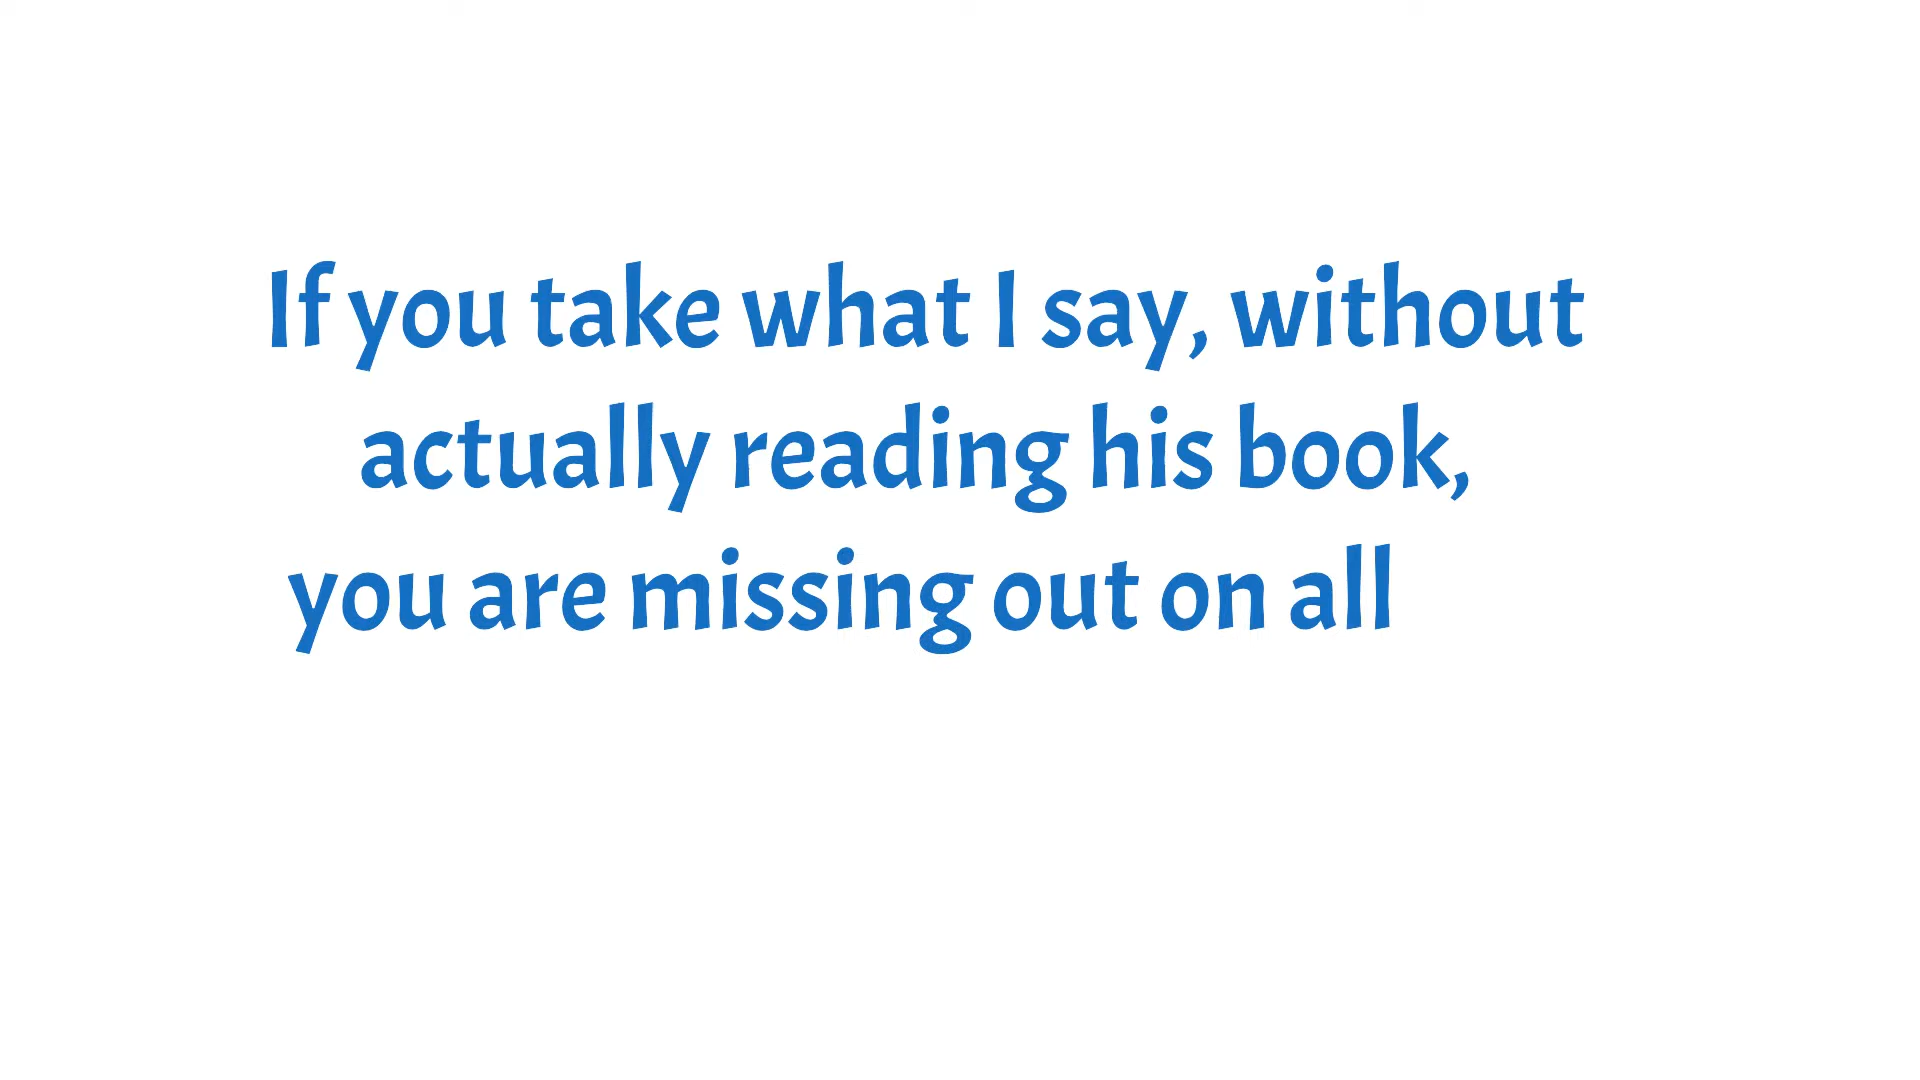 If you take what I say, without
actually reading his book,
you are missing out on all